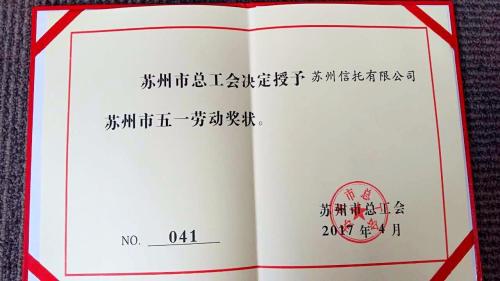 苏州市总工会决定授予 苏州信托有限公司
苏州市五一劳动奖状。
苏州市总工会
2017年4月
NO. 041